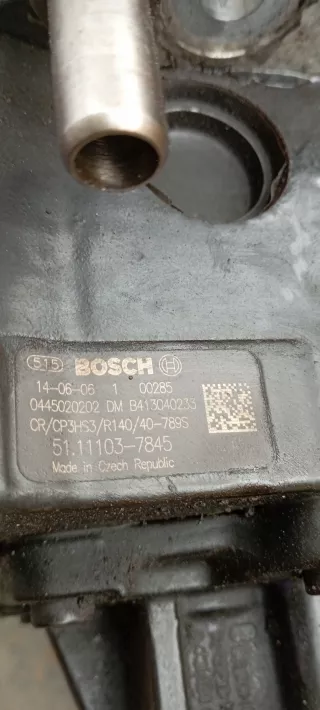 515 BOSCH
14-06-06 1 00285
0445020202 DM B413040233
CR/CP3HS3/R140/40-789S
51.11103-7845
Made in Czech Republic